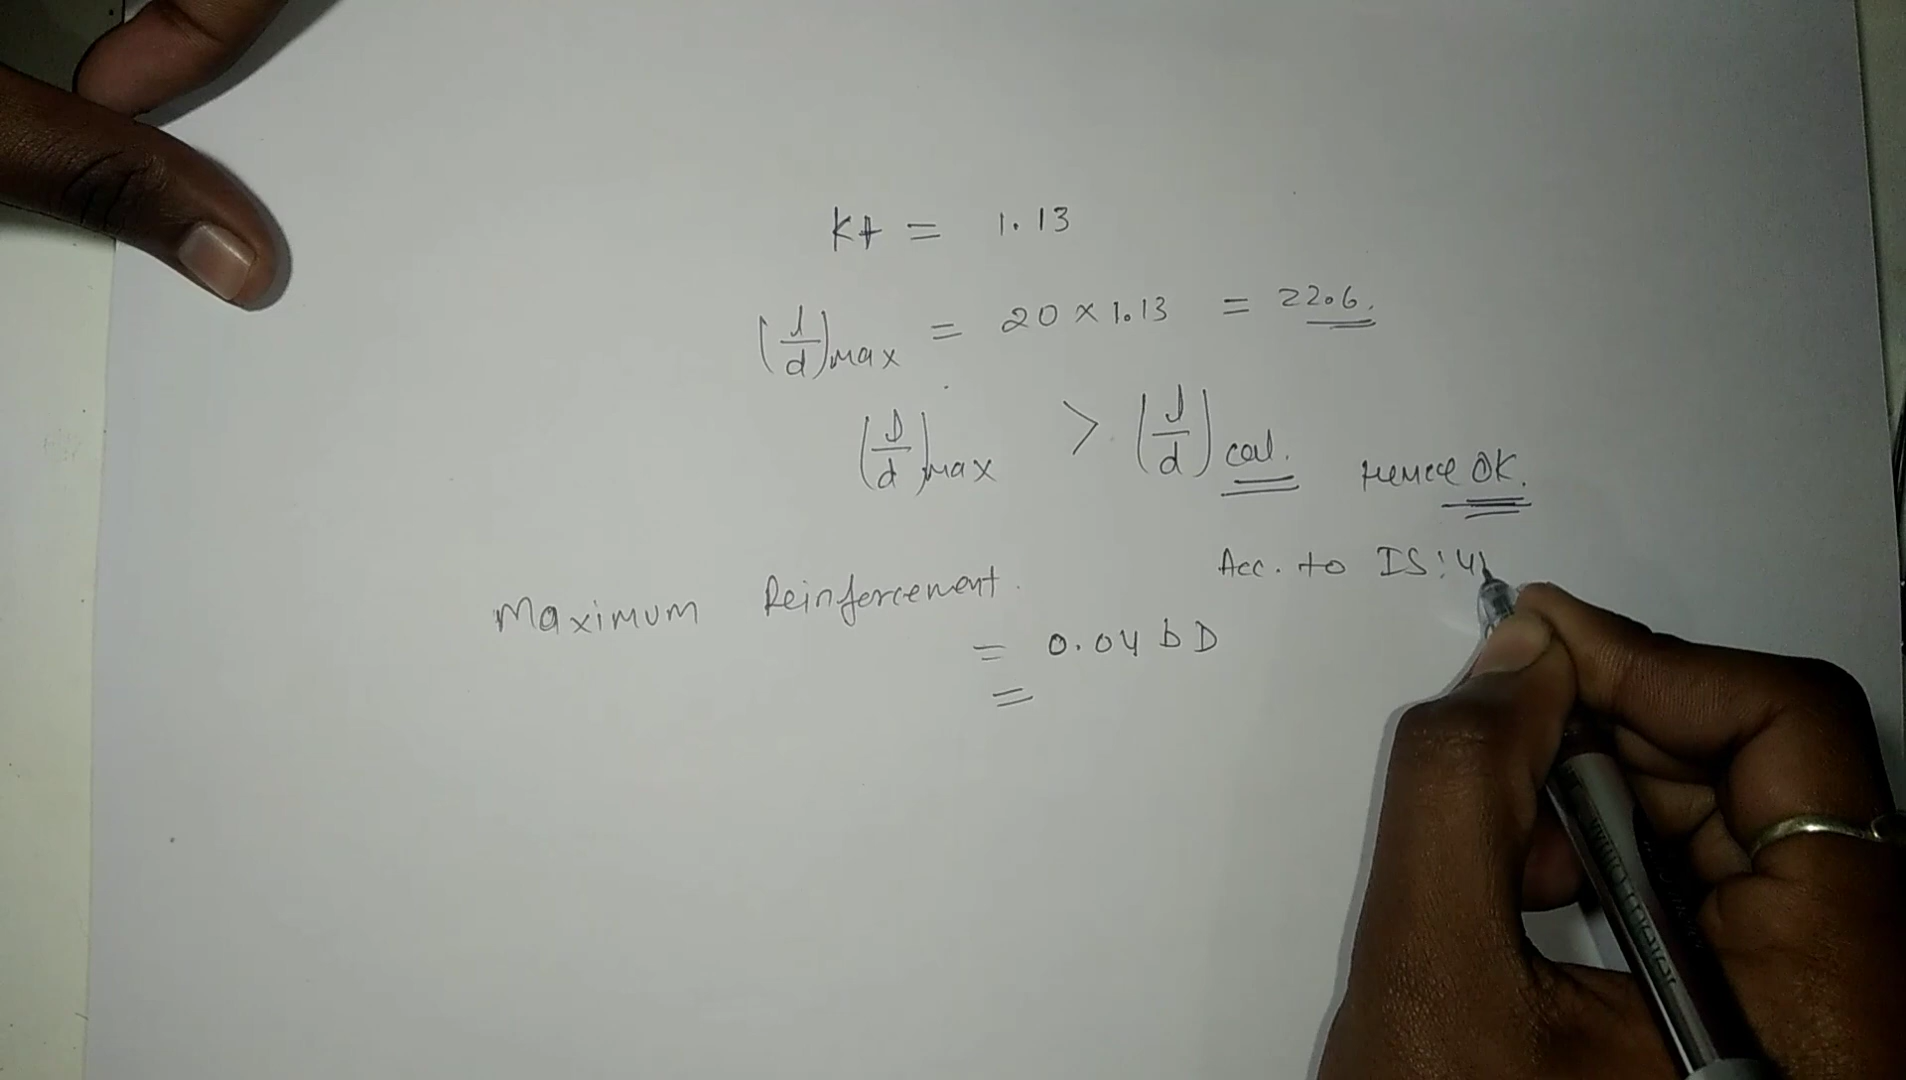 Kt = 1.13
(l/d)max = 20 × 1.13 = 22.6.
(l/d)max > (l/d) cal. Hence OK.
Acc. to IS: 4
Maximum Reinforcement.
= 0.04 b D
=